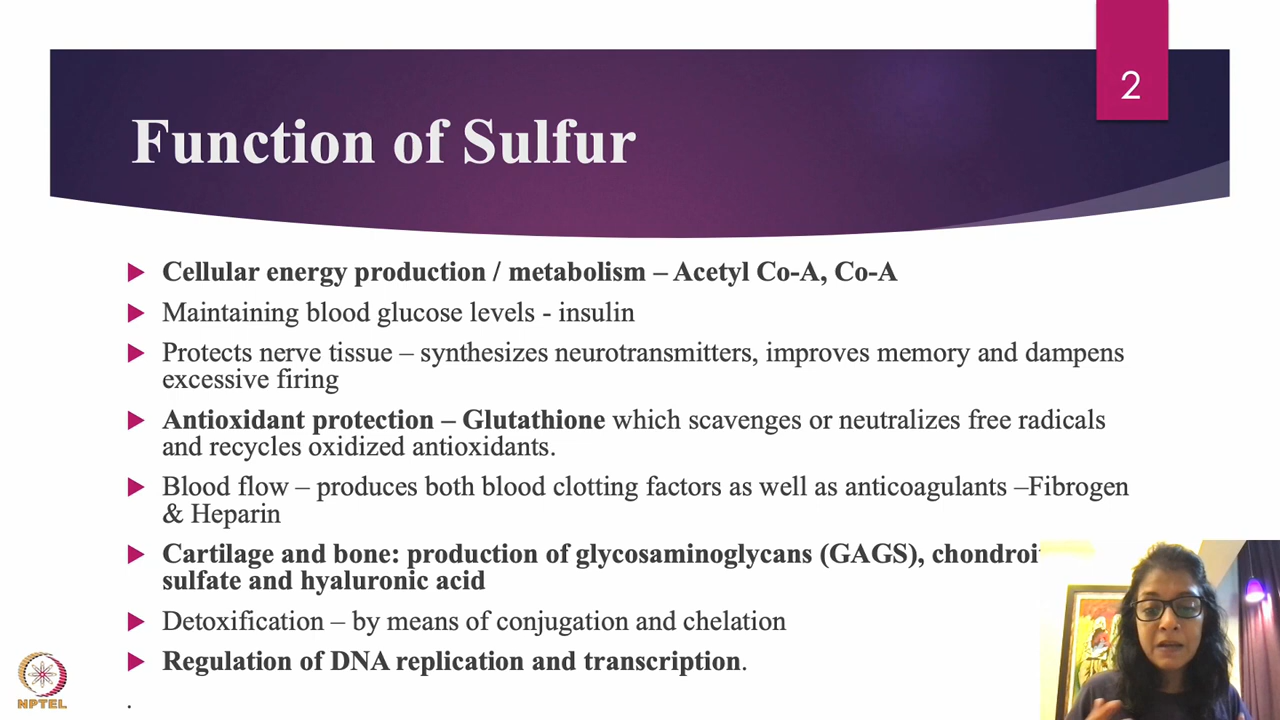 2
Function of Sulfur
Cellular energy production / metabolism – Acetyl Co-A, Co-A
Maintaining blood glucose levels - insulin
Protects nerve tissue – synthesizes neurotransmitters, improves memory and dampens
excessive firing
Antioxidant protection – Glutathione which scavenges or neutralizes free radicals
and recycles oxidized antioxidants.
Blood flow – produces both blood clotting factors as well as anticoagulants –Fibrogen
& Heparin
Cartilage and bone: production of glycosaminoglycans (GAGS),
sulfate and hyaluronic acid
Detoxification – by means of conjugation and chelation
Regulation of DNA replication and transcription.
.
NPTEL